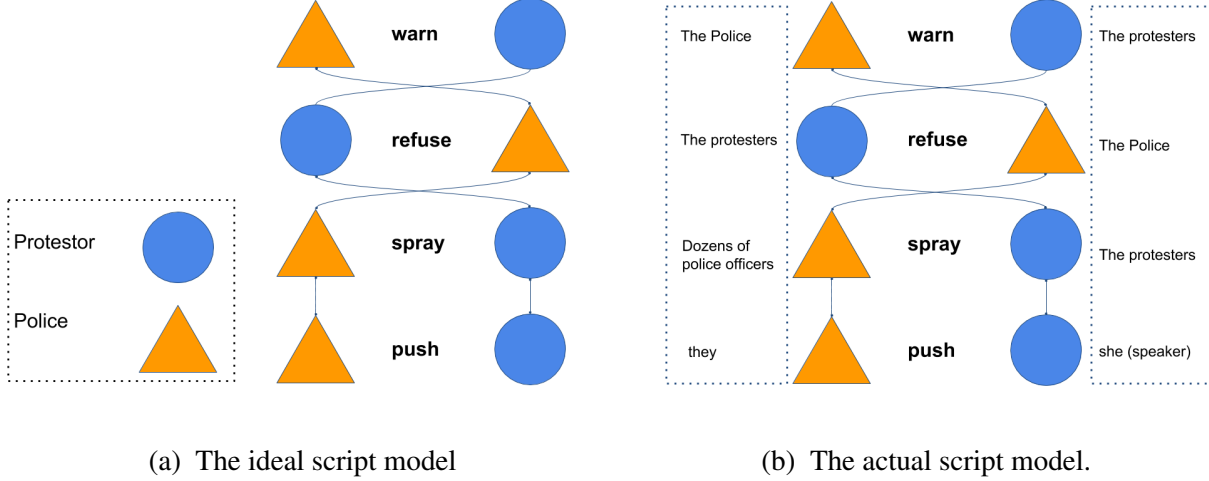 warn
refuse
Protestor
spray
Police
push
(a) The ideal script model
The Police
warn
The protesters
The protesters
refuse
The Police
Dozens of
police officers
spray
The protesters
they
push
she (speaker)
(b) The actual script model.